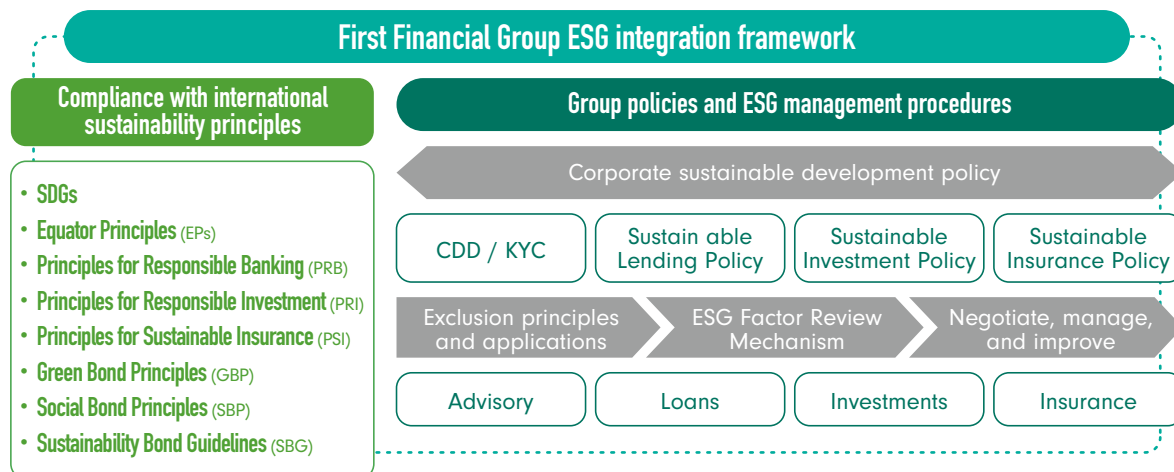 First Financial Group ESG integration framework
Compliance with international
sustainability principles
• SDGs
• Equator Principles (EPs)
• Principles for Responsible Banking (PRB)
• Principles for Responsible Investment (PRI)
• Principles for Sustainable Insurance (PSI)
• Green Bond Principles (GBP)
• Social Bond Principles (SBP)
• Sustainability Bond Guidelines (SBG)
Group policies and ESG management procedures
Corporate sustainable development policy
CDD / KYC
Sustain able
Lending Policy
Sustainable
Investment Policy
Sustainable
Insurance Policy
Exclusion principles
and applications
ESG Factor Review
Mechanism
Negotiate, manage,
and improve
Advisory
Loans
Investments
Insurance